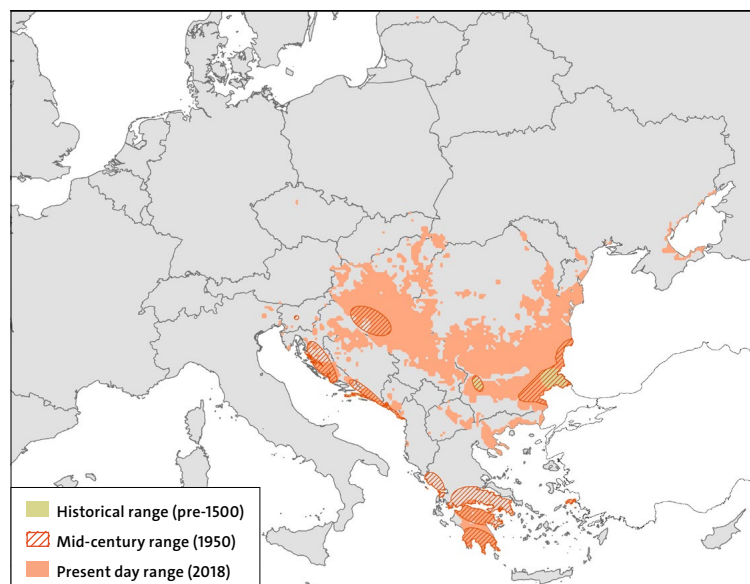 Historical range (pre-1500)
Mid-century range (1950)
Present day range (2018)